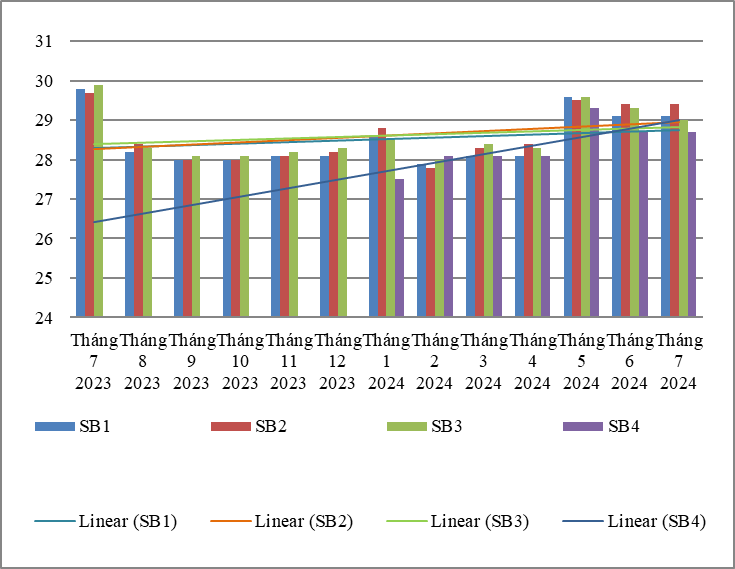 31
30
29
28
27
26
25
24
Tháng Tháng Tháng Tháng Tháng Tháng Tháng Tháng Tháng Tháng Tháng Tháng Tháng
7 8 9 10 11 12 1 2 3 4 5 6 7
2023 2023 2023 2023 2023 2023 2024 2024 2024 2024 2024 2024 2024
SB1 SB2 SB3 SB4
Linear (SB1) Linear (SB2) Linear (SB3) Linear (SB4)